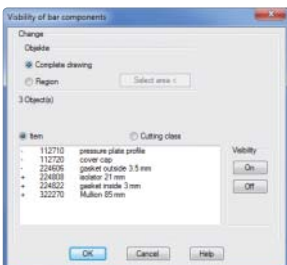 Visibility of bar components
Change
Objekte
Complete drawing
Region
Select area <
3 Object(s)
Item
Cutting class
- 112710 pressure plate profile
- 112720 cover cap
- 224606 gasket outside 3.5 mm
+ 224808 isolator 21 mm
+ 224822 gasket inside 3 mm
+ 322270 Mullion 85 mm
Visibility
On
Off
OK
Cancel
Help